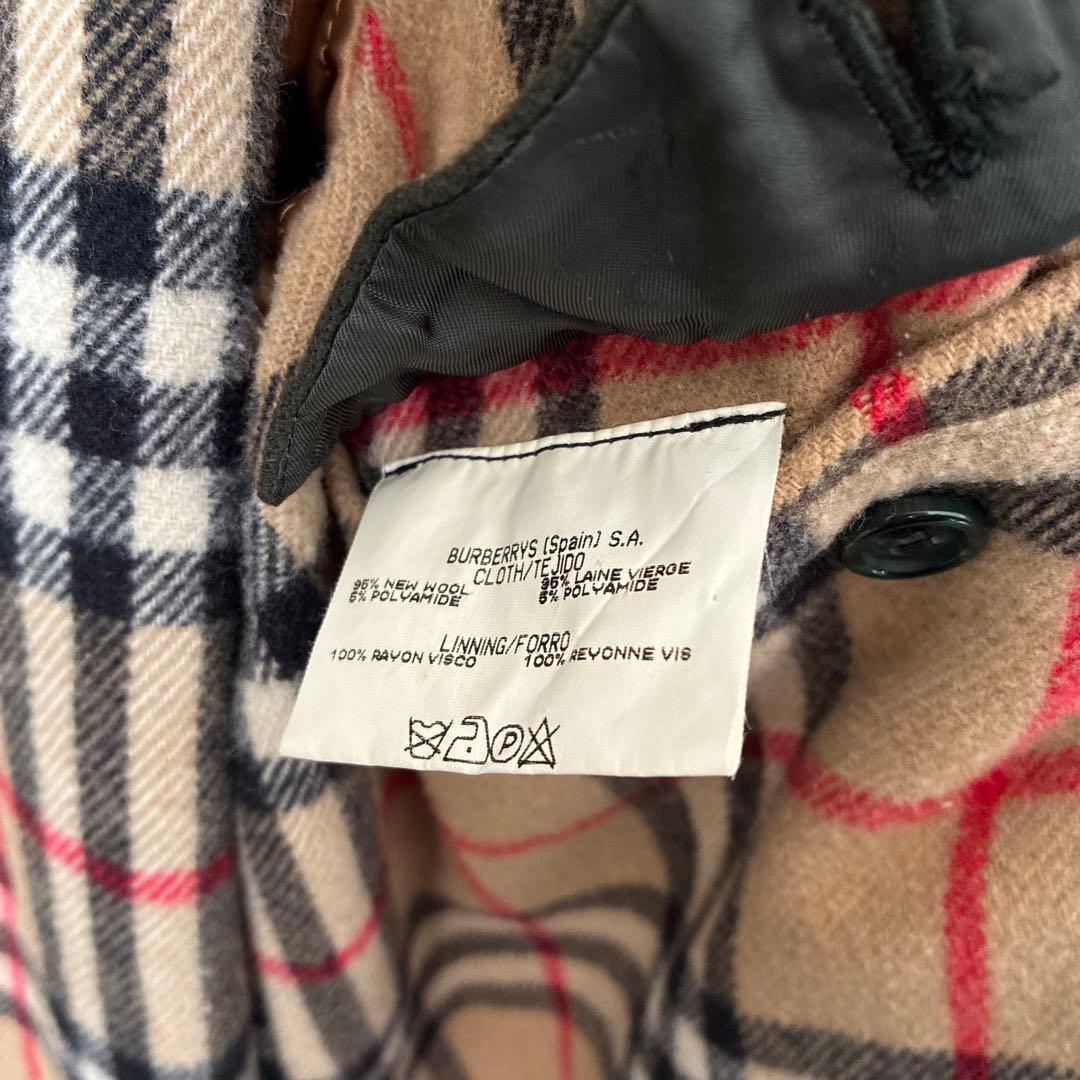 BURBERRYS (Spain) S.A.
CLOTH/TEJIDO
95% NEW WOOL 95% LAINE VIERGE
5% POLYAMIDE 5% POLYAMIDE
LINNING/FORRO
100% RAYON VISCO 100% REYONNE VIS
P